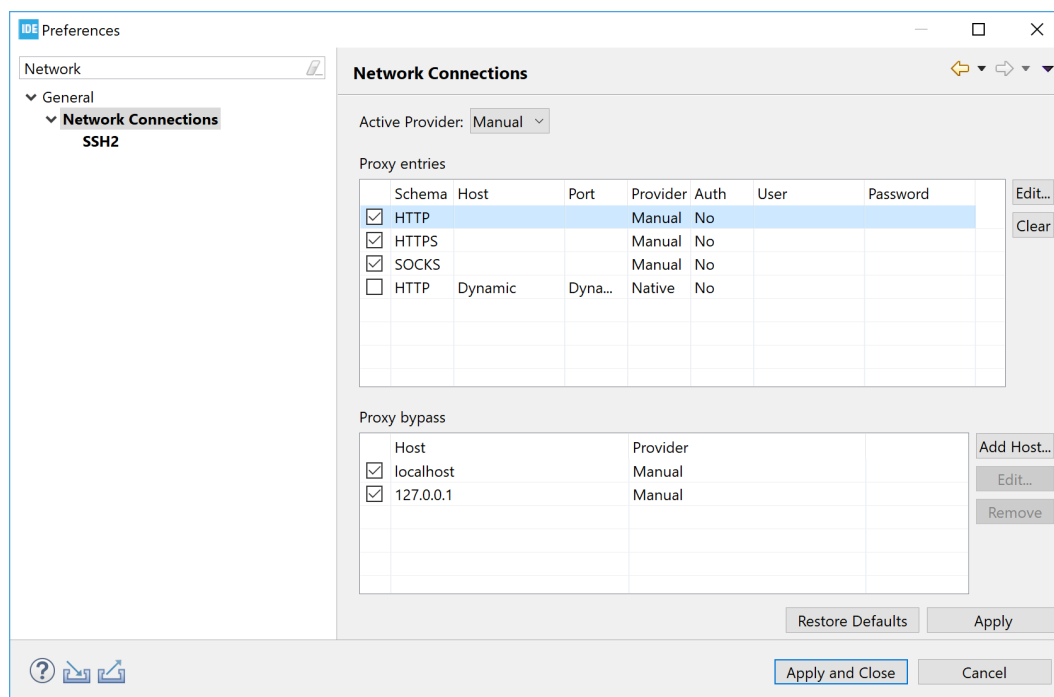 IDE Preferences
Network
General
Network Connections
SSH2
Network Connections
Active Provider: Manual
Proxy entries
Schema Host Port Provider Auth User Password
HTTP Manual No
HTTPS Manual No
SOCKS Manual No
HTTP Dynamic Dyna... Native No
Edit...
Clear
Proxy bypass
Host Provider
localhost Manual
127.0.0.1 Manual
Add Host...
Edit...
Remove
Restore Defaults Apply
? Apply and Close Cancel